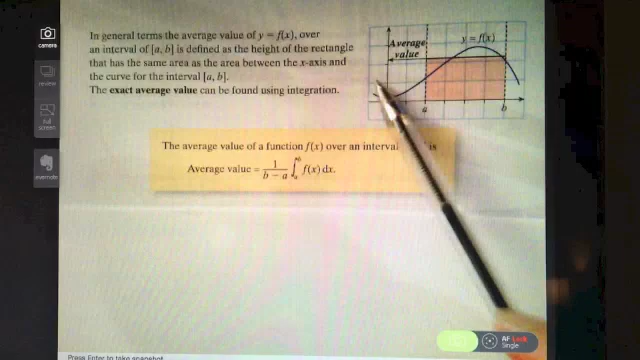 camera
review
Full
screen
evernote
In general terms the average value of y = f(x), over
an interval of [a, b] is defined as the height of the rectangle
that has the same area as the area between the x-axis and
the curve for the interval [a, b].
The exact average value can be found using integration.
Average
value
y = f(x)
a
b
The average value of a function f(x) over an interval is
Average value = 1/(b − a) ∫_a^b f(x) dx.
AF Lock
Single
Press Enter to take snapshot